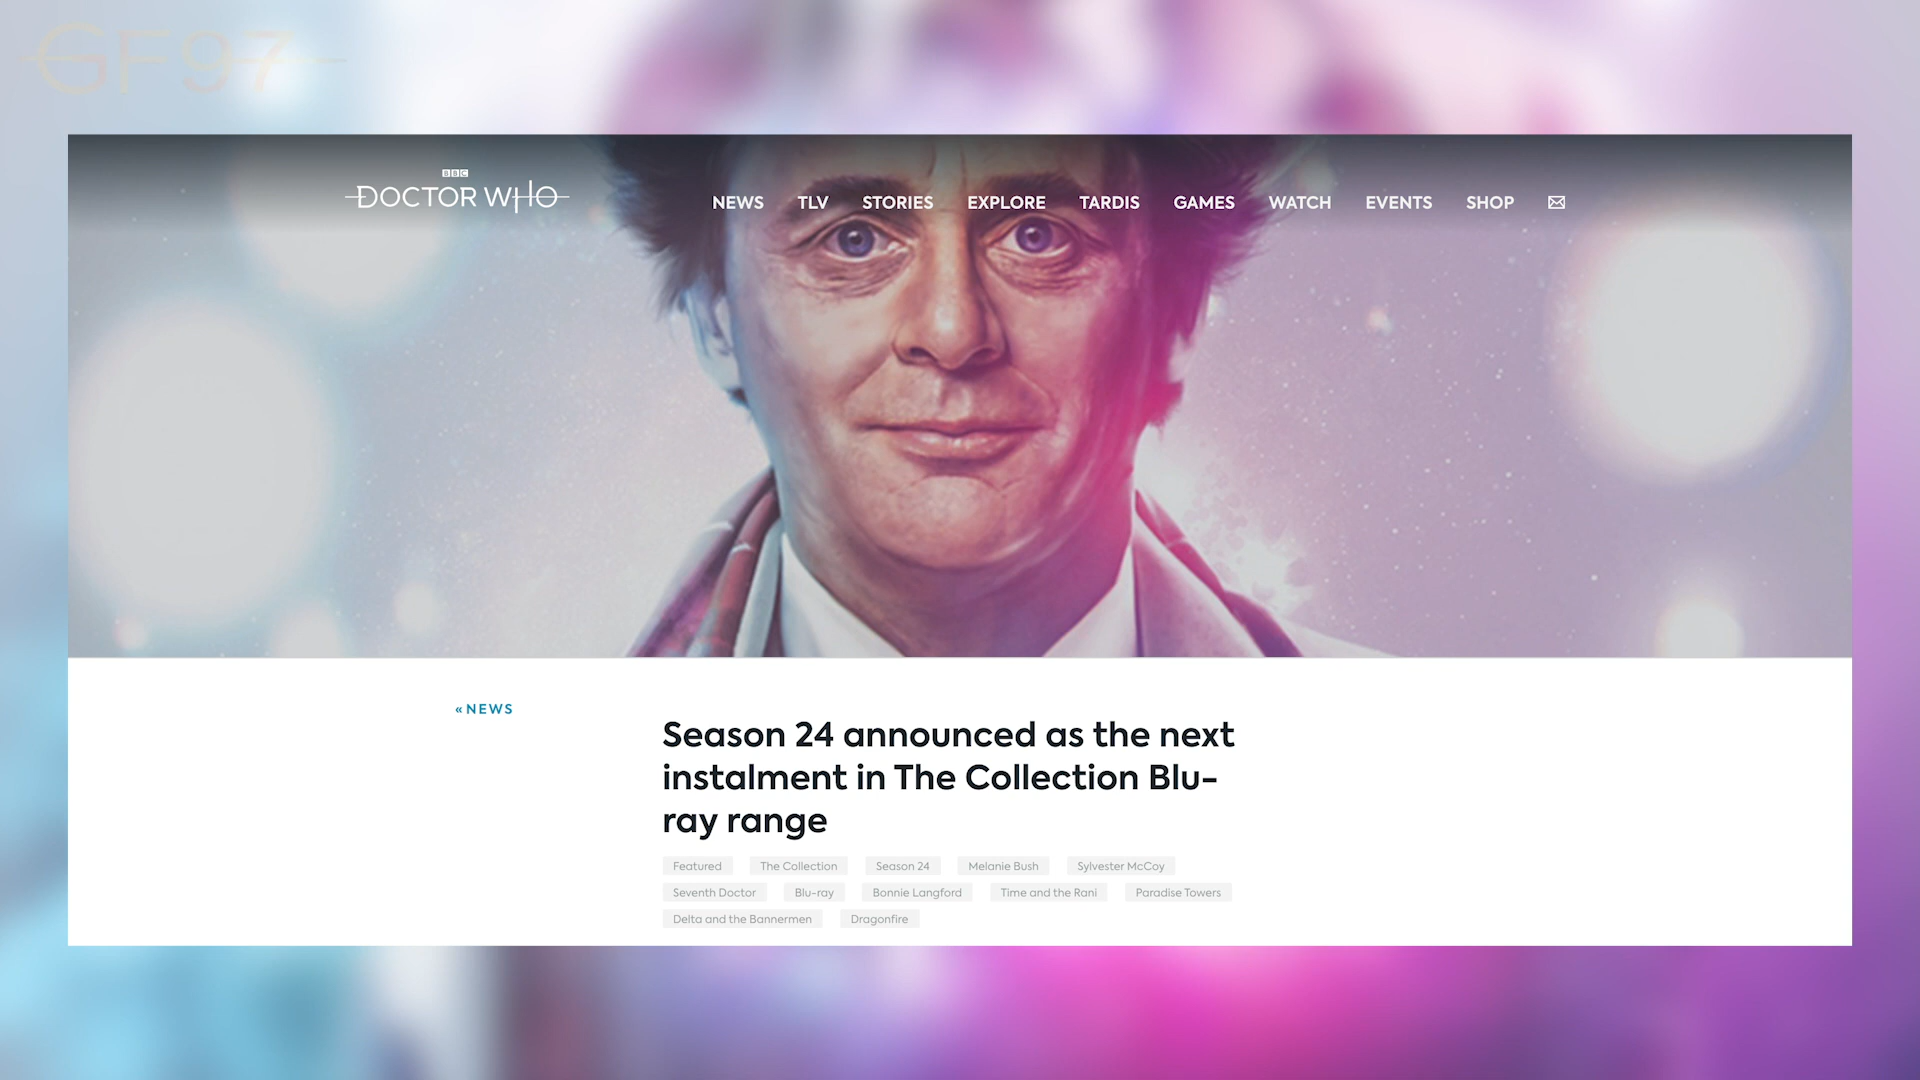 GF97
BBC
DOCTOR WHO
NEWS TLV STORIES EXPLORE TARDIS GAMES WATCH EVENTS SHOP
« NEWS
Season 24 announced as the next
instalment in The Collection Blu-
ray range
Featured The Collection Season 24 Melanie Bush Sylvester McCoy
Seventh Doctor Blu-ray Bonnie Langford Time and the Rani Paradise Towers
Delta and the Bannermen Dragonfire